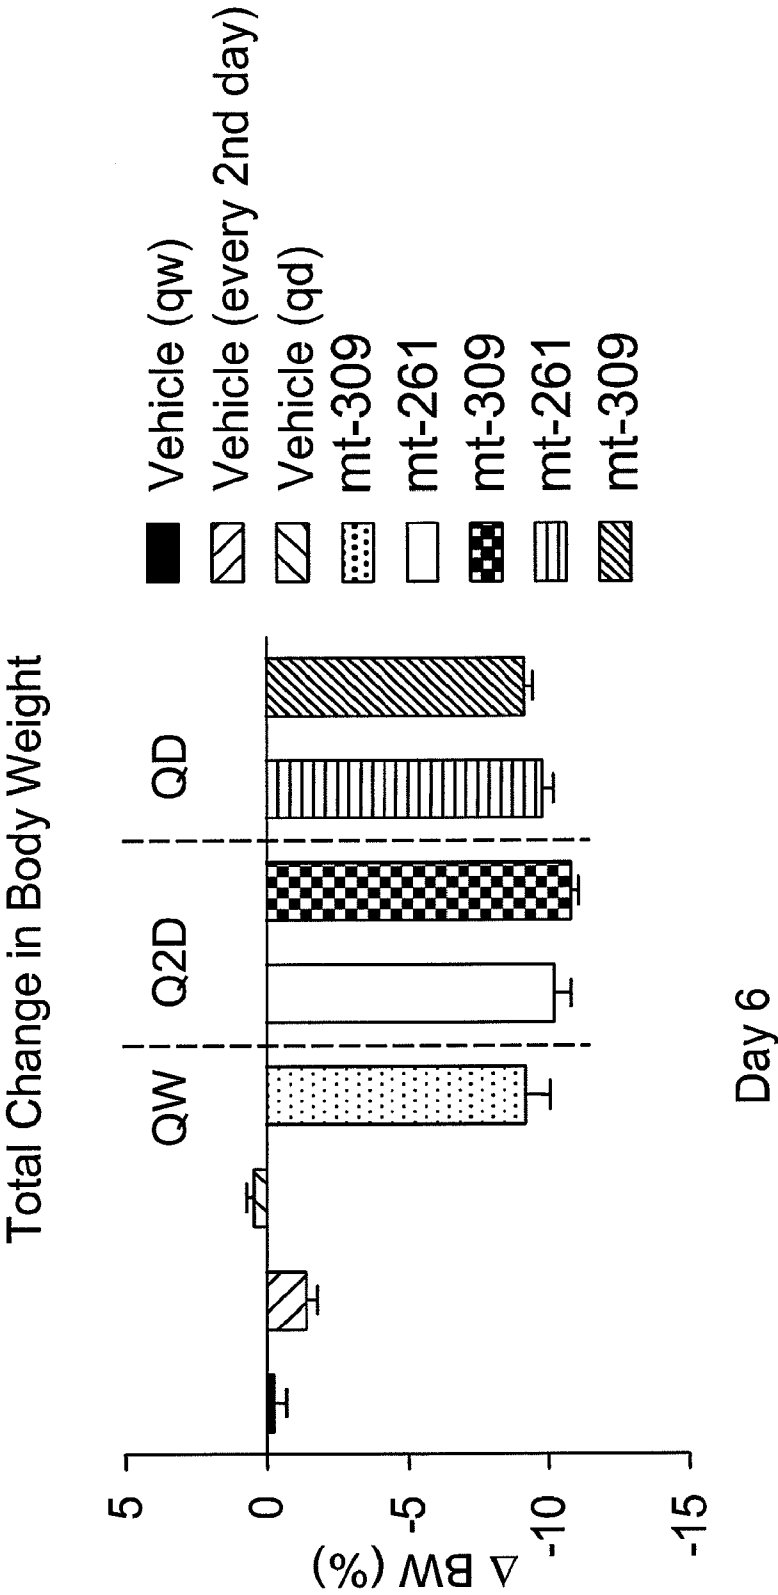 Total Change in Body Weight
QW
Q2D
QD
5
0
-5
-10
-15
Δ BW (%)
Day 6
Vehicle (qw)
Vehicle (every 2nd day)
Vehicle (qd)
mt-309
mt-261
mt-309
mt-261
mt-309